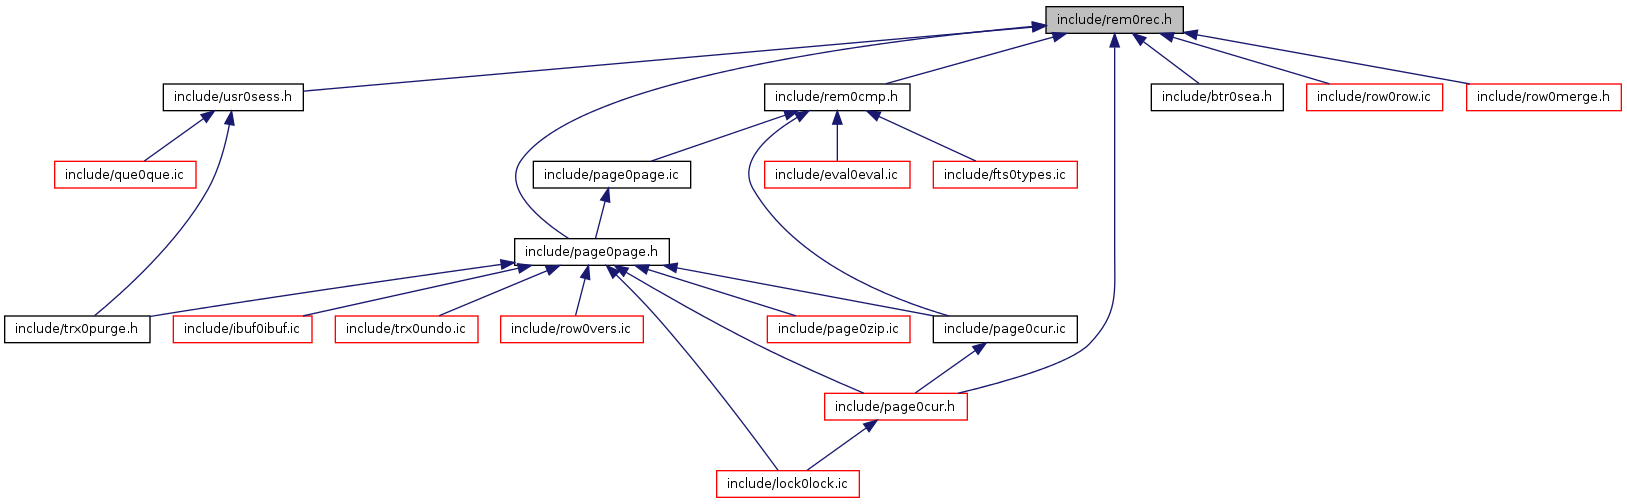 include/rem0rec.h
include/usr0sess.h
include/rem0cmp.h
include/btr0sea.h
include/row0row.ic
include/row0merge.h
include/que0que.ic
include/page0page.ic
include/eval0eval.ic
include/fts0types.ic
include/page0page.h
include/trx0purge.h
include/ibuf0ibuf.ic
include/trx0undo.ic
include/row0vers.ic
include/page0zip.ic
include/page0cur.ic
include/page0cur.h
include/lock0lock.ic